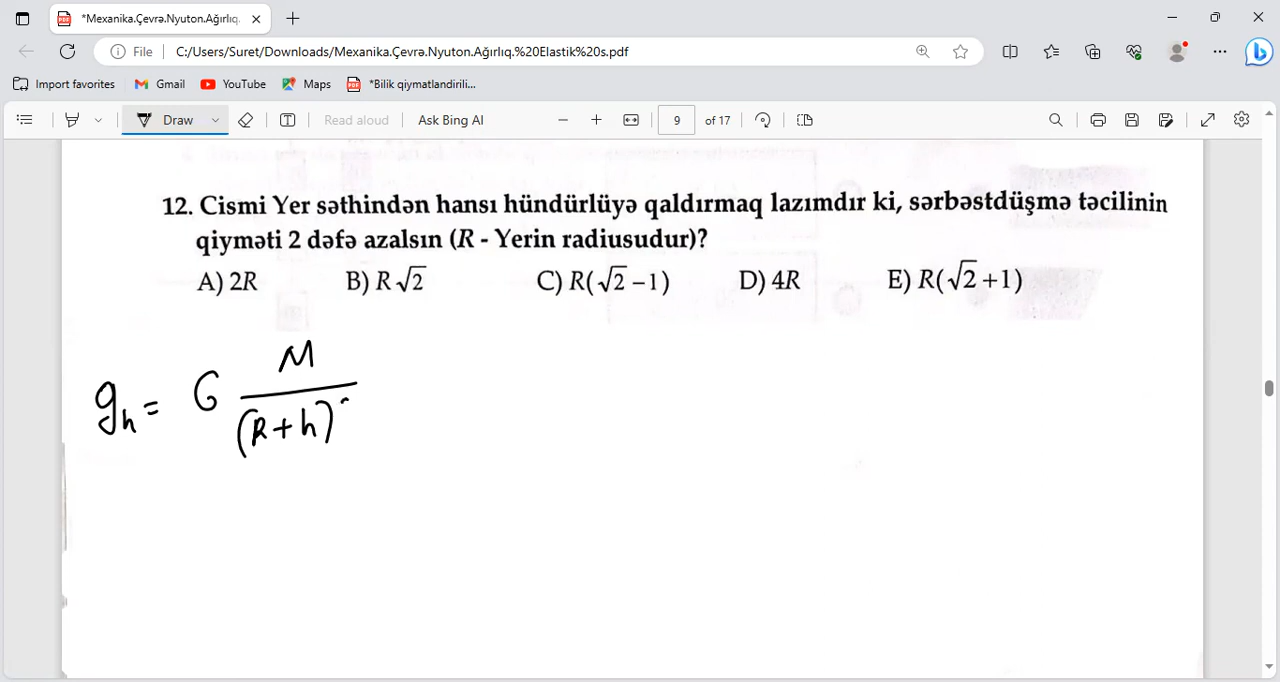 *Mexanika.Çevrə.Nyuton.Ağırlıq.
File C:/Users/Suret/Downloads/Mexanika.Çevrə.Nyuton.Ağırlıq.%20Elastik%20s.pdf
Import favorites Gmail YouTube Maps *Bilik qiymatlandirili...
Draw Read aloud Ask Bing AI 9 of 17
12. Cismi Yer səthindən hansı hündürlüyə qaldırmaq lazımdır ki, sərbəstdüşmə təcilinin
qiyməti 2 dəfə azalsın (R - Yerin radiusudur)?
A) 2R B) R√2 C) R(√2 −1) D) 4R E) R(√2 +1)
M
gh = G
(R+h)